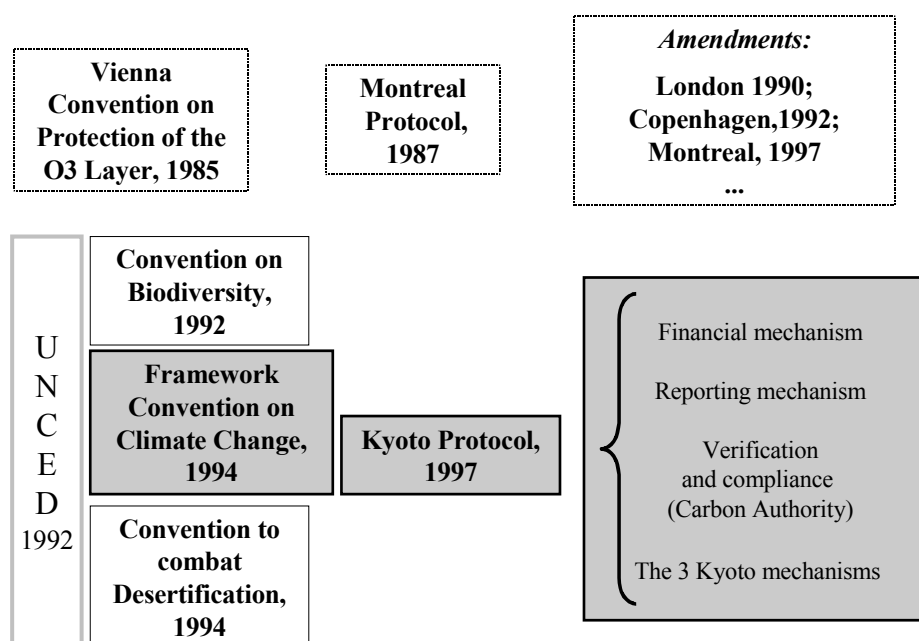 Vienna
Convention on
Protection of the
O3 Layer, 1985
Montreal
Protocol,
1987
Amendments:
London 1990;
Copenhagen,1992;
Montreal, 1997
...
U
N
C
E
D
1992
Convention on
Biodiversity,
1992
Framework
Convention on
Climate Change,
1994
Convention to
combat
Desertification,
1994
Kyoto Protocol,
1997
Financial mechanism
Reporting mechanism
Verification
and compliance
(Carbon Authority)
The 3 Kyoto mechanisms